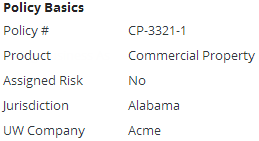 Policy Basics
Policy # CP-3321-1
Product Commercial Property
Assigned Risk No
Jurisdiction Alabama
UW Company Acme